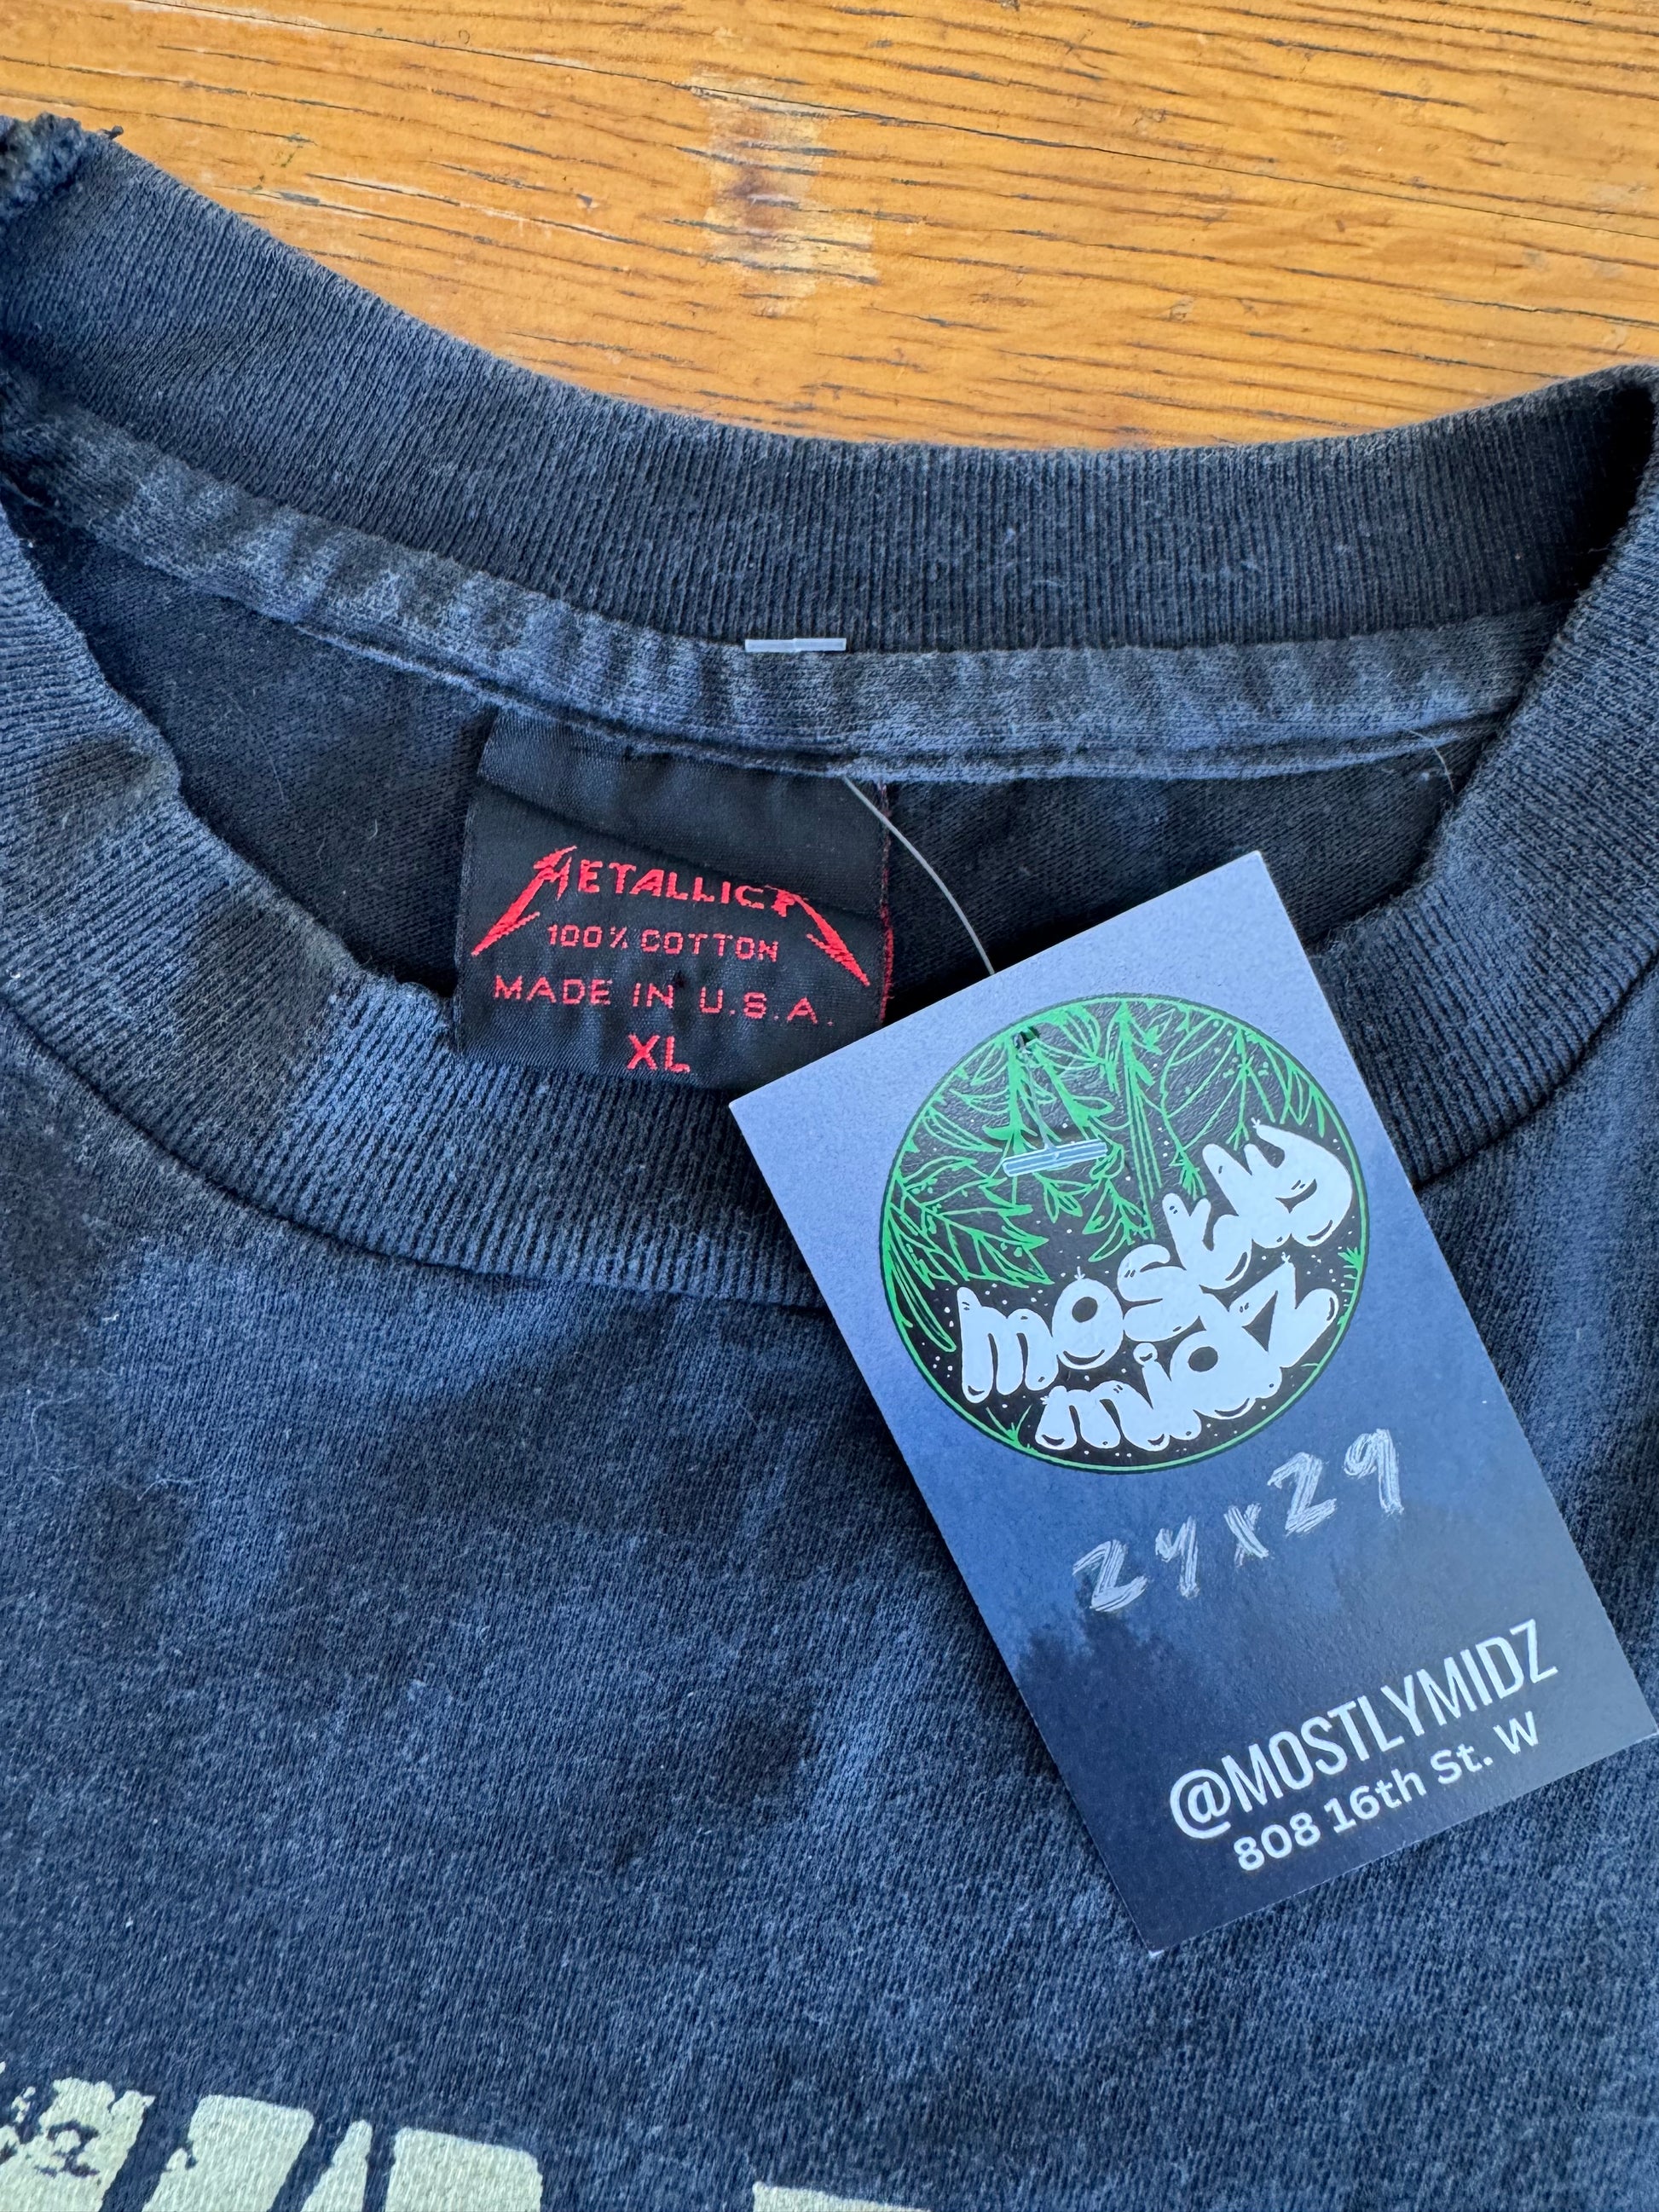 METALLICA
100% COTTON
MADE IN U.S.A.
XL
mostly
midz
24x29
@MOSTLYMIDZ
808 16th St. W